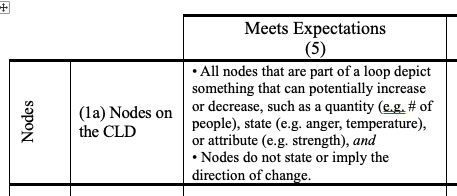 Meets Expectations
(5)
Nodes
(1a) Nodes on
the CLD
• All nodes that are part of a loop depict
something that can potentially increase
or decrease, such as a quantity (e.g. # of
people), state (e.g. anger, temperature),
or attribute (e.g. strength), and
• Nodes do not state or imply the
direction of change.